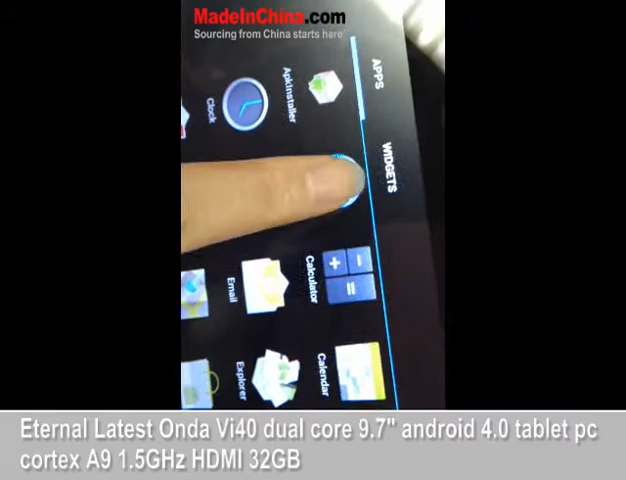 MadeInChina.com
Sourcing from China starts here
APPS
WIDGETS
ApkInstaller
Calculator
Calendar
Clock
Email
Explorer
Eternal Latest Onda Vi40 dual core 9.7" android 4.0 tablet pc
cortex A9 1.5GHz HDMI 32GB